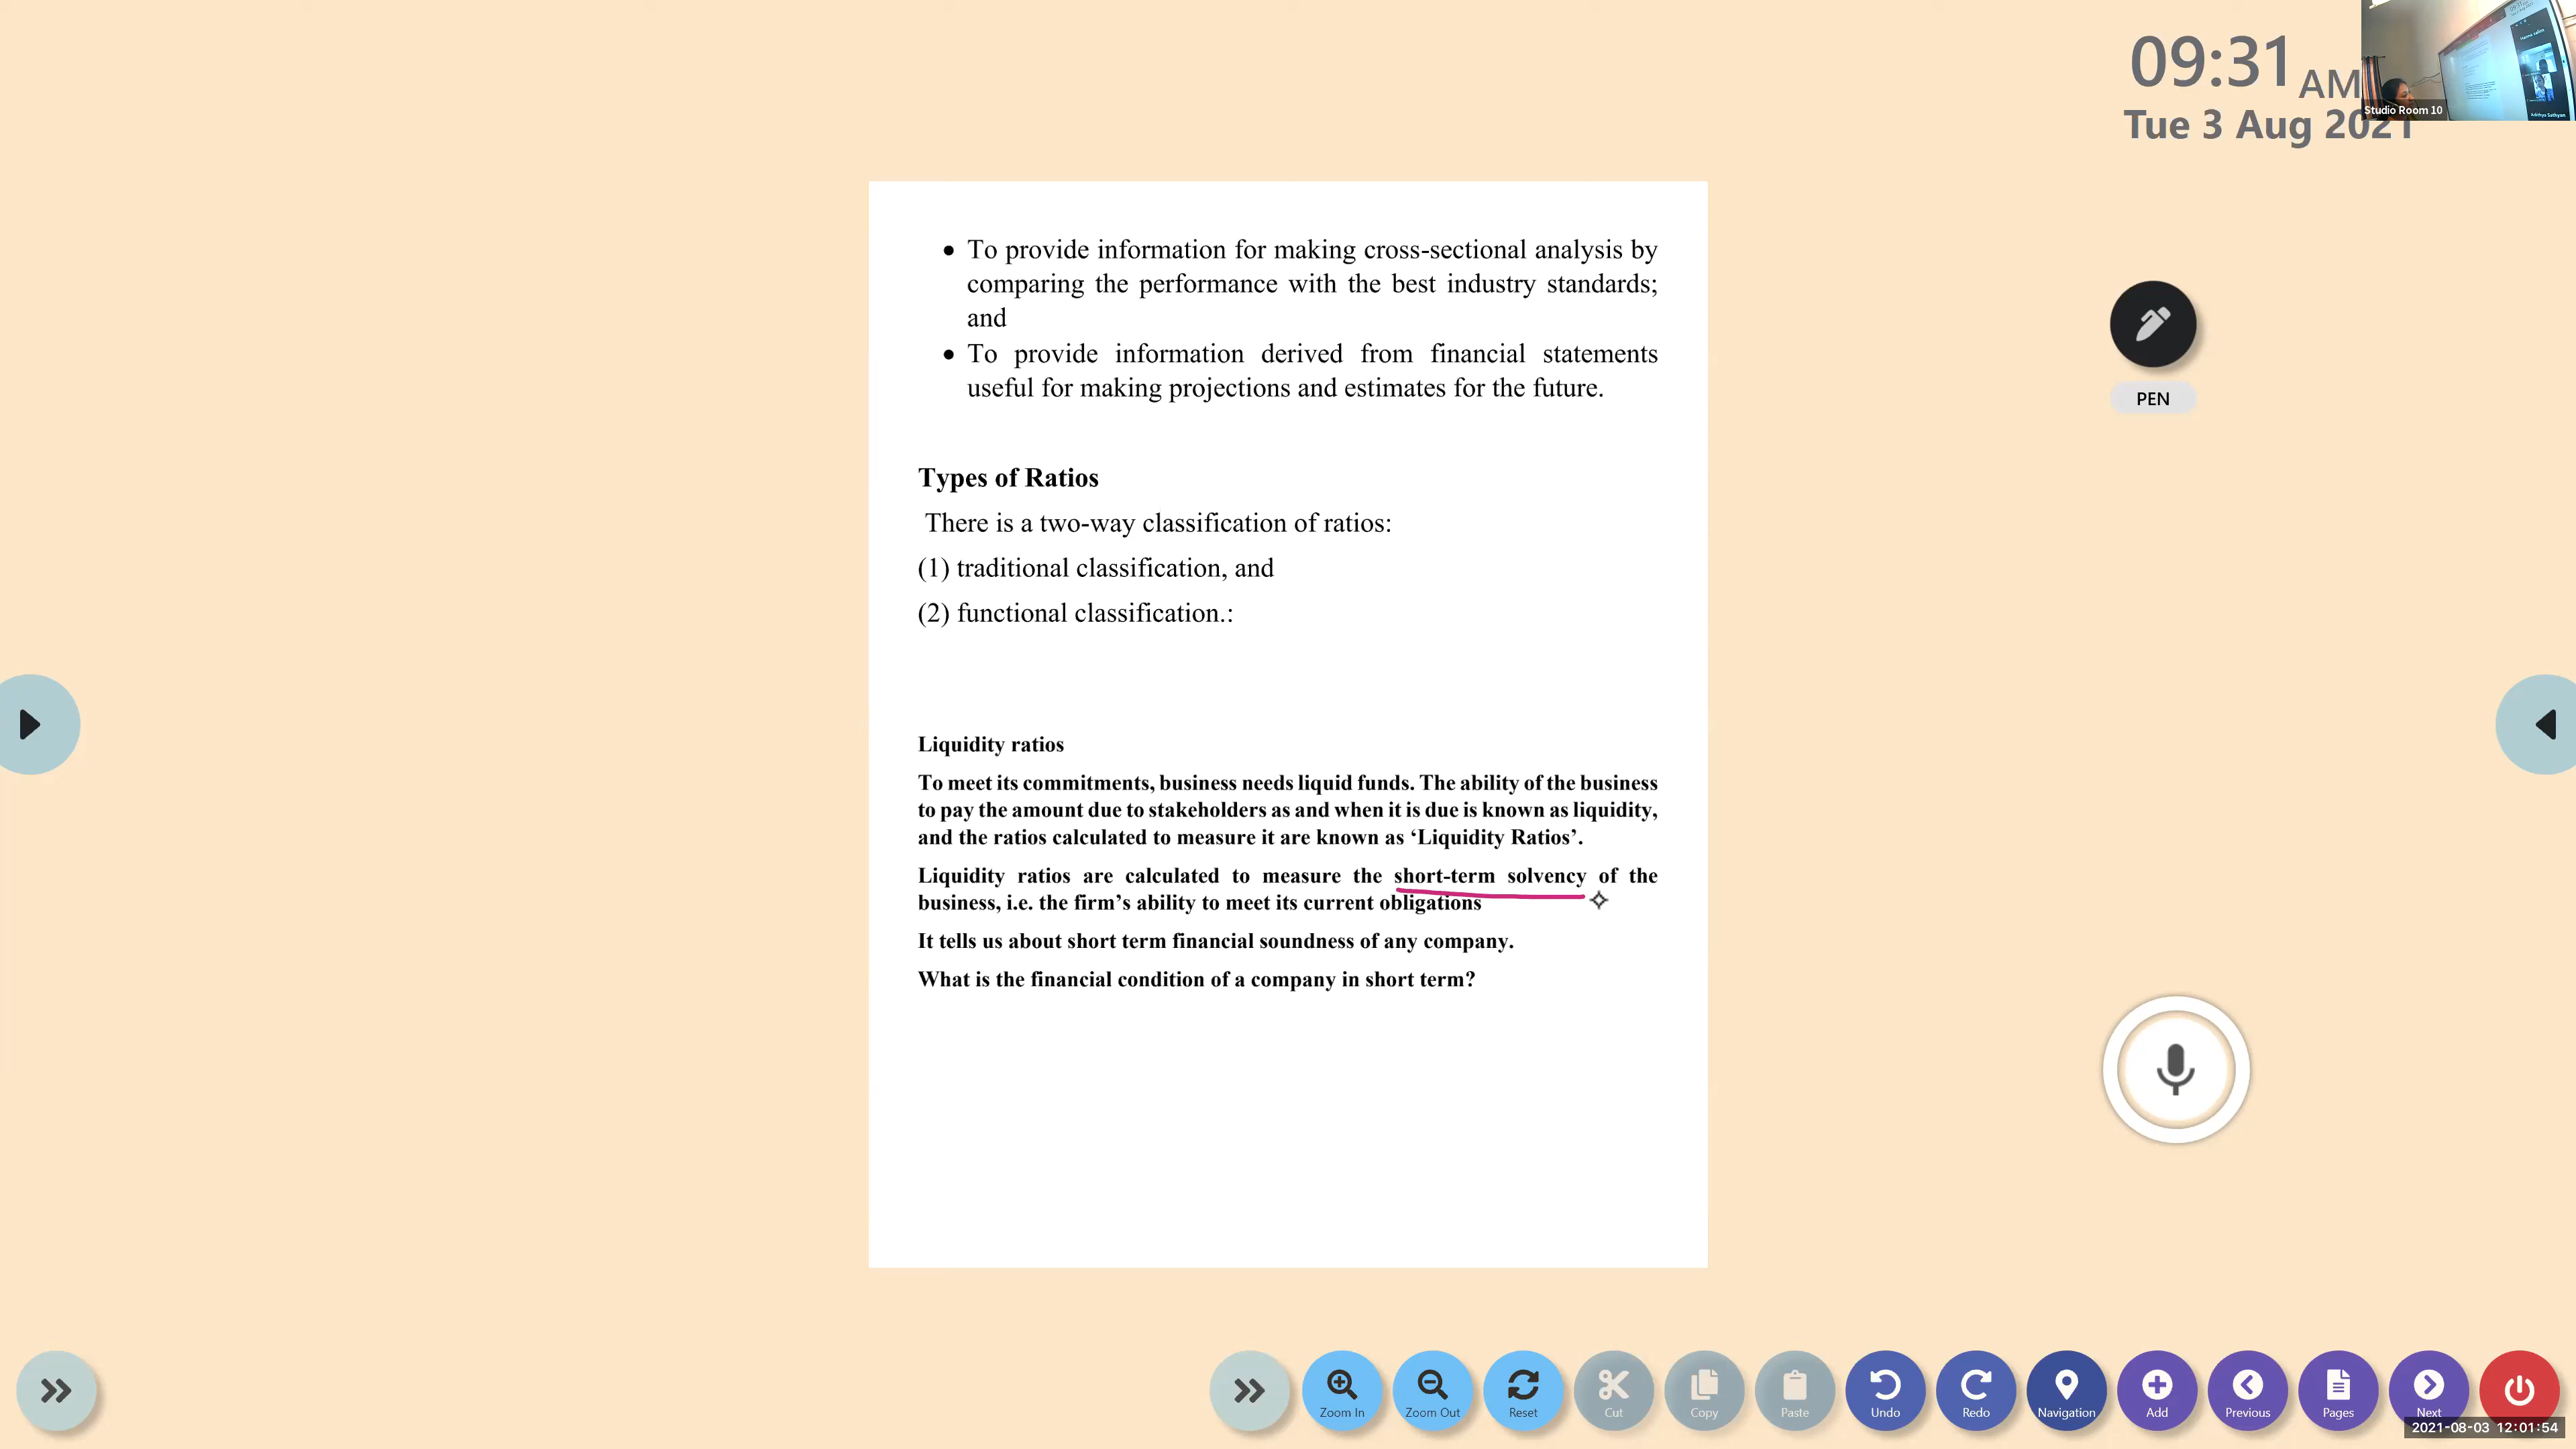 09:31 AM
Tue 3 Aug 2021
Studio Room 10
• To provide information for making cross-sectional analysis by
comparing the performance with the best industry standards;
and
• To provide information derived from financial statements
useful for making projections and estimates for the future.
PEN
Types of Ratios
There is a two-way classification of ratios:
(1) traditional classification, and
(2) functional classification.:
Liquidity ratios
To meet its commitments, business needs liquid funds. The ability of the business
to pay the amount due to stakeholders as and when it is due is known as liquidity,
and the ratios calculated to measure it are known as ‘Liquidity Ratios’.
Liquidity ratios are calculated to measure the short-term solvency of the
business, i.e. the firm’s ability to meet its current obligations
It tells us about short term financial soundness of any company.
What is the financial condition of a company in short term?
Zoom In Zoom Out Reset Cut Copy Paste Undo Redo Navigation Add Previous Pages Next
2021-08-03 12:01:54